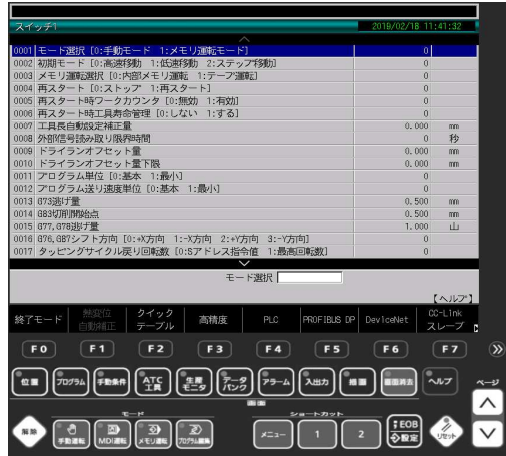 スイッチ1 2019/02/18 11:41:32
0001 モード選択 [0:手動モード 1:メモリ運転モード] 0
0002 初期モード [0:高速移動 1:低速移動 2:ステップ移動] 0
0003 メモリ運転選択 [0:内部メモリ運転 1:テープ運転] 0
0004 再スタート [0:ストップ 1:再スタート] 0
0005 再スタート時ワークカウンタ [0:無効 1:有効] 0
0006 再スタート時工具寿命管理 [0:しない 1:する] 0
0007 工具長自動設定補正量 0.000 mm
0008 外部信号読み取り限界時間 0 秒
0009 ドライランオフセット量 0.000 mm
0010 ドライランオフセット量下限 0.000 mm
0011 プログラム単位 [0:基本 1:最小] 0
0012 プログラム送り速度単位 [0:基本 1:最小] 0
0013 G73逃げ量 0.500 mm
0014 G83切削開始点 0.500 mm
0015 G77,G78逃げ量 1.000 山
0016 G76,G87シフト方向 [0:+X方向 1:-X方向 2:+Y方向 3:-Y方向] 0
0017 タッピングサイクル戻り回転数 [0:Sアドレス指令値 1:最高回転数] 0
モード選択
【ヘルプ】
終了モード 無変位自動補正 クイックテーブル 高精度 PLC PROFIBUS DP DeviceNet CC-Linkスレーブ
F0 F1 F2 F3 F4 F5 F6 F7
位置 プログラム 手動条件 ATC工具 生産モニタ データバンク アラーム 入出力 描画 画面消去 ヘルプ ページ
画面
モード ショートカット
解除 手動運転 MDI運転 メモリ運転 プログラム編集 メニュー 1 2 ;EOB 設定 リセット